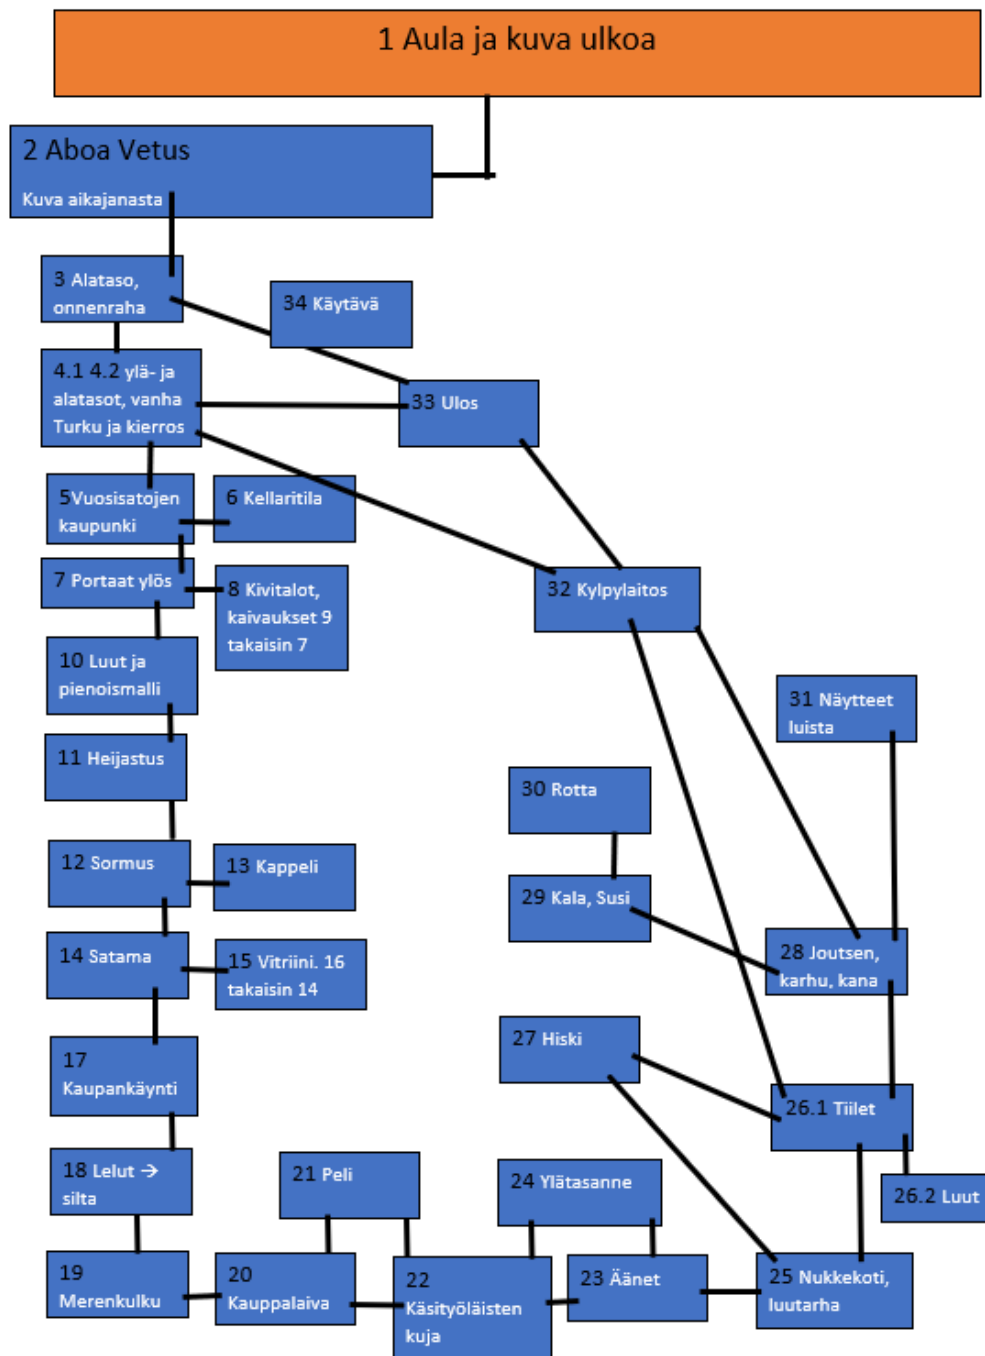 1 Aula ja kuva ulkoa
2 Aboa Vetus
Kuva aikajanasta
3 Alataso,
onnenraha
34 Käytävä
4.1 4.2 ylä- ja
alatasot, vanha
Turku ja kierros
33 Ulos
5Vuosisatojen
kaupunki
6 Kellaritila
7 Portaat ylös
8 Kivitalot,
kaivaukset 9
takaisin 7
32 Kylpylaitos
10 Luut ja
pienoismalli
31 Näytteet
luista
11 Heijastus
30 Rotta
12 Sormus
13 Kappeli
29 Kala, Susi
14 Satama
15 Vitriini. 16
takaisin 14
28 Joutsen,
karhu, kana
17
Kaupankäynti
27 Hiski
26.1 Tiilet
18 Lelut →
silta
21 Peli
24 Ylätasanne
26.2 Luut
19
Merenkulku
20
Kauppalaiva
22
Käsityöläisten
kuja
23 Äänet
25 Nukkekoti,
luutarha